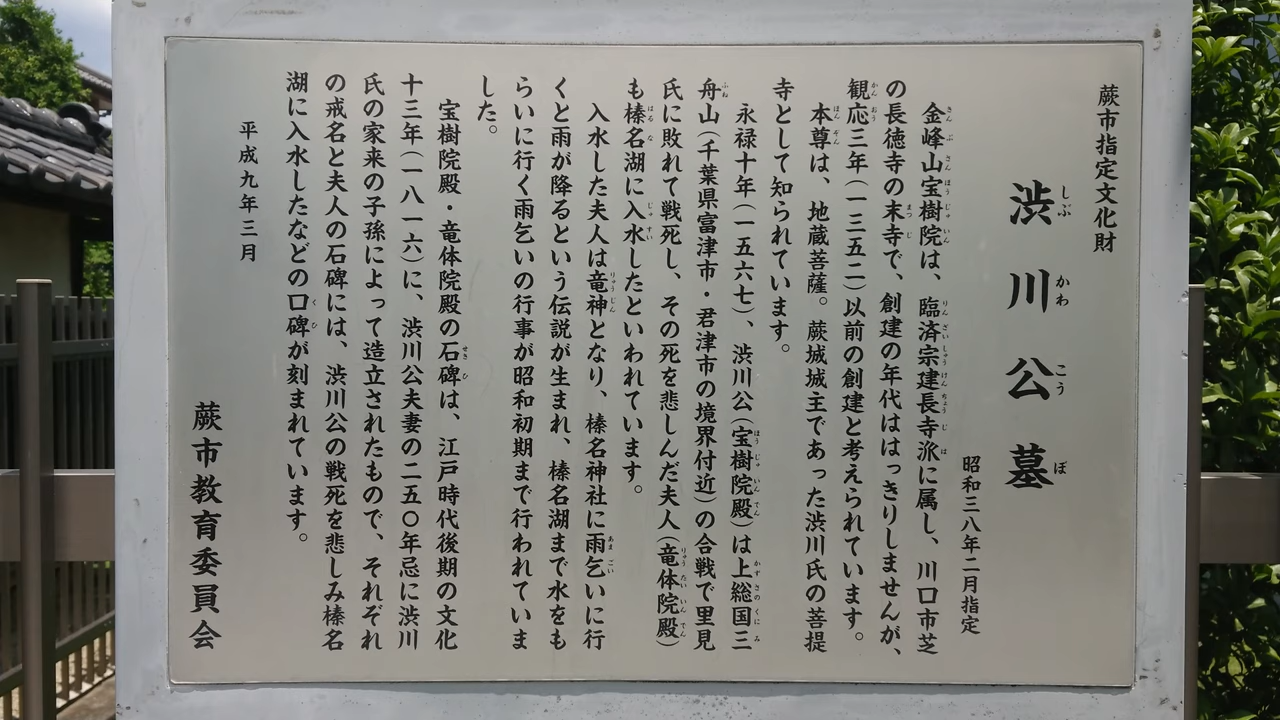 蕨市指定文化財
渋川公墓
しぶかわこうぼ
昭和三八年二月指定
金峰山宝樹院は、臨済宗建長寺派に属し、川口市芝
の長徳寺の末寺で、創建の年代ははっきりしませんが、
観応三年(一三五二)以前の創建と考えられています。
本尊は、地蔵菩薩。蕨城城主であった渋川氏の菩提
寺として知られています。
永禄十年(一五六七)、渋川公(宝樹院殿)は上総国三
舟山(千葉県富津市・君津市の境界付近)の合戦で里見
氏に敗れて戦死し、その死を悲しんだ夫人(竜体院殿)
も榛名湖に入水したといわれています。
入水した夫人は竜神となり、榛名神社に雨乞いに行
くと雨が降るという伝説が生まれ、榛名湖まで水をも
らいに行く雨乞いの行事が昭和初期まで行われていま
した。
宝樹院殿・竜体院殿の石碑は、江戸時代後期の文化
十三年(一八一六)に、渋川公夫妻の二五〇年忌に渋川
氏の家来の子孫によって造立されたもので、それぞれ
の戒名と夫人の石碑には、渋川公の戦死を悲しみ榛名
湖に入水したなどの口碑が刻まれています。
平成九年三月
蕨市教育委員会